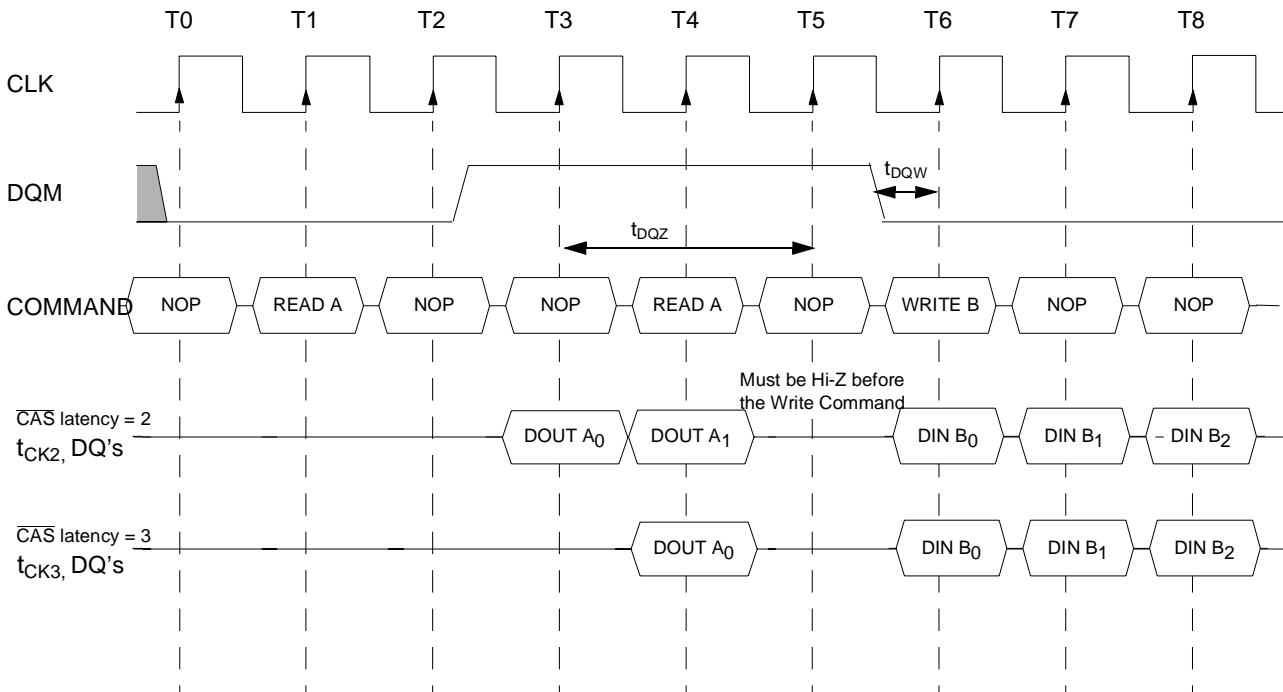 T0 T1 T2 T3 T4 T5 T6 T7 T8
CLK
DQM
tDQW
tDQZ
COMMAND NOP READ A NOP NOP READ A NOP WRITE B NOP NOP
Must be Hi-Z before
the Write Command
CAS latency = 2
tCK2, DQ's
DOUT A0 DOUT A1 DIN B0 DIN B1 DIN B2
CAS latency = 3
tCK3, DQ's
DOUT A0 DIN B0 DIN B1 DIN B2